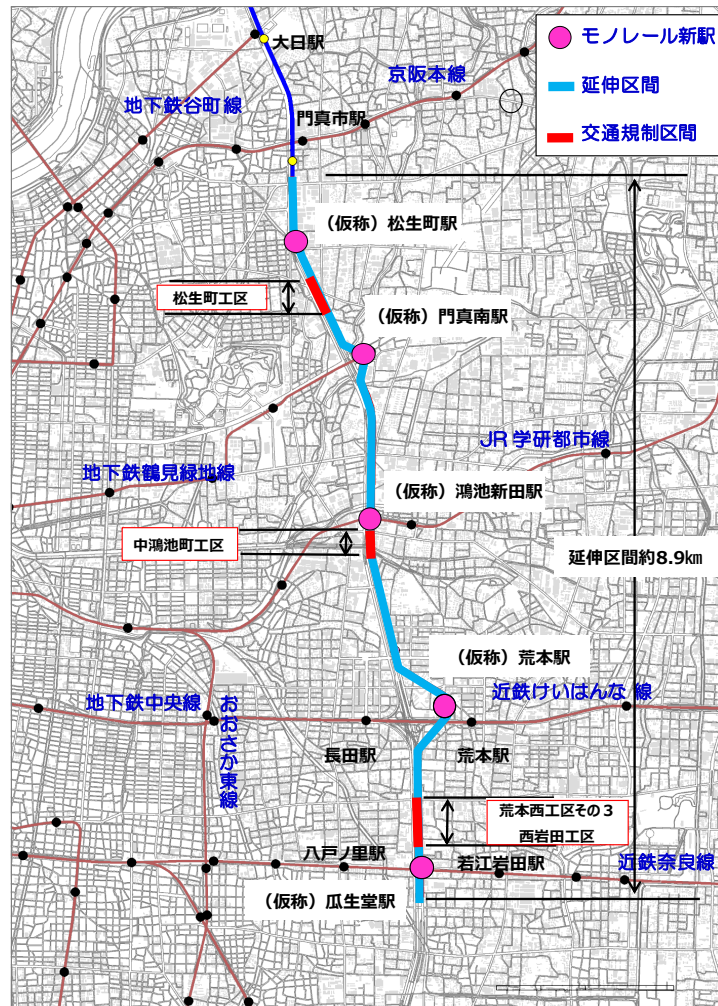 大日駅
モノレール新駅
京阪本線
延伸区間
地下鉄谷町線
門真市駅
交通規制区間
（仮称）松生町駅
松生町工区
（仮称）門真南駅
JR 学研都市線
地下鉄鶴見緑地線
（仮称）鴻池新田駅
中鴻池町工区
延伸区間約8.9㎞
（仮称）荒本駅
近鉄けいはんな 線
地下鉄中央線
おおさか東線
長田駅
荒本駅
荒本西工区その３
西岩田工区
八戸ノ里駅
若江岩田駅
近鉄奈良線
（仮称）瓜生堂駅